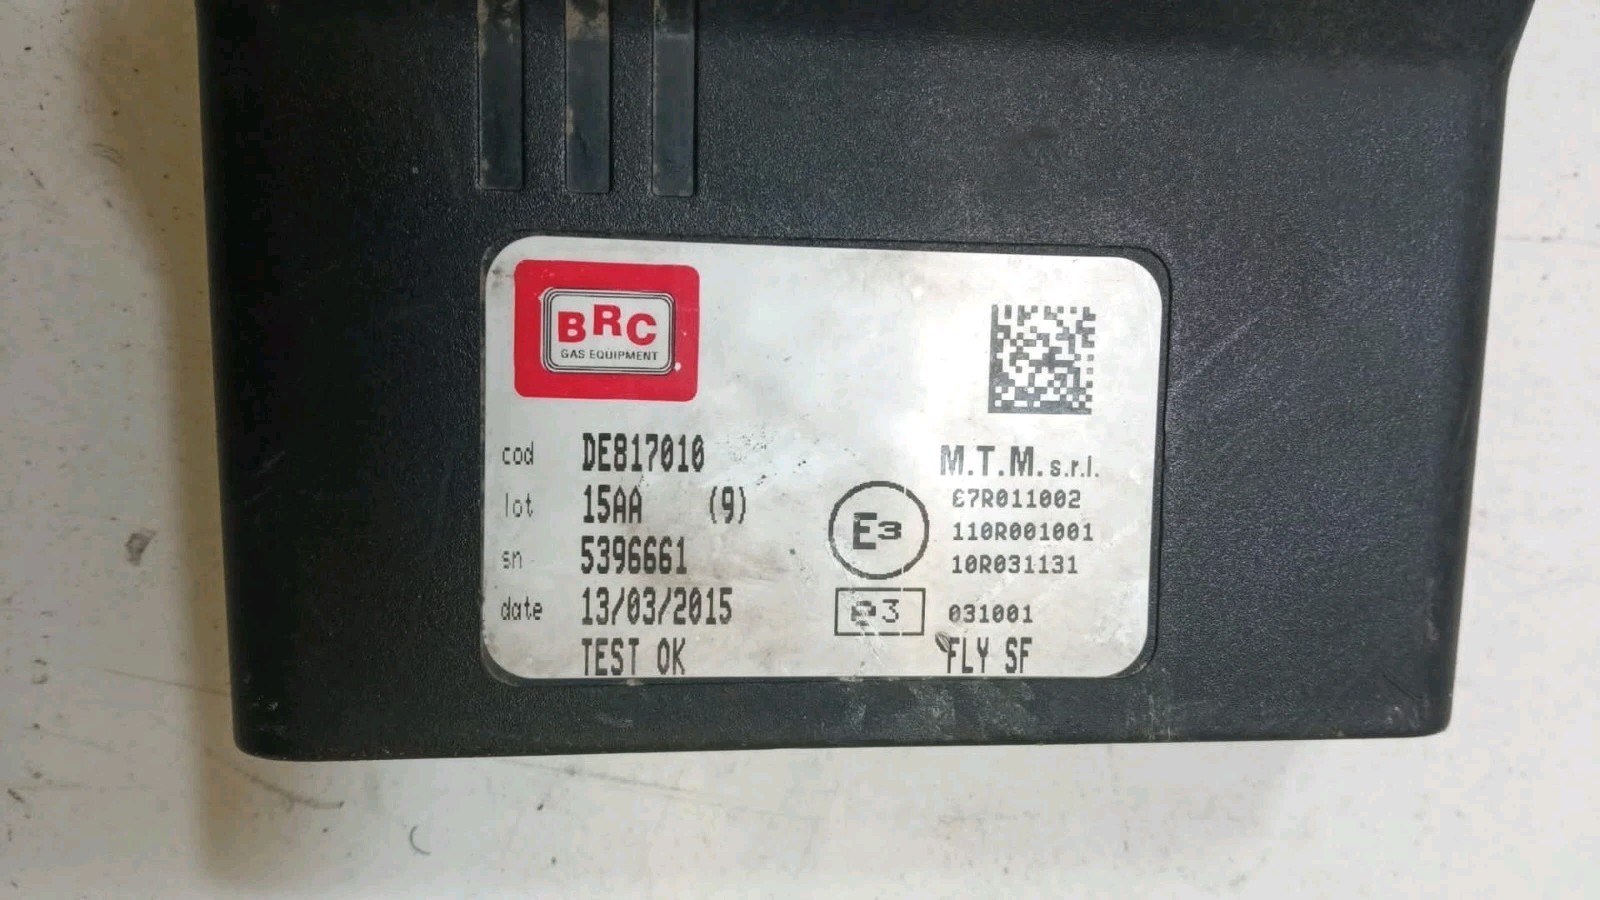 BRC
GAS EQUIPMENT
cod DE817010
lot 15AA (9)
sn 5396661
date 13/03/2015
TEST OK
M.T.M. s.r.l.
E3
67R011002
110R001001
10R031131
e3 031001
FLY SF